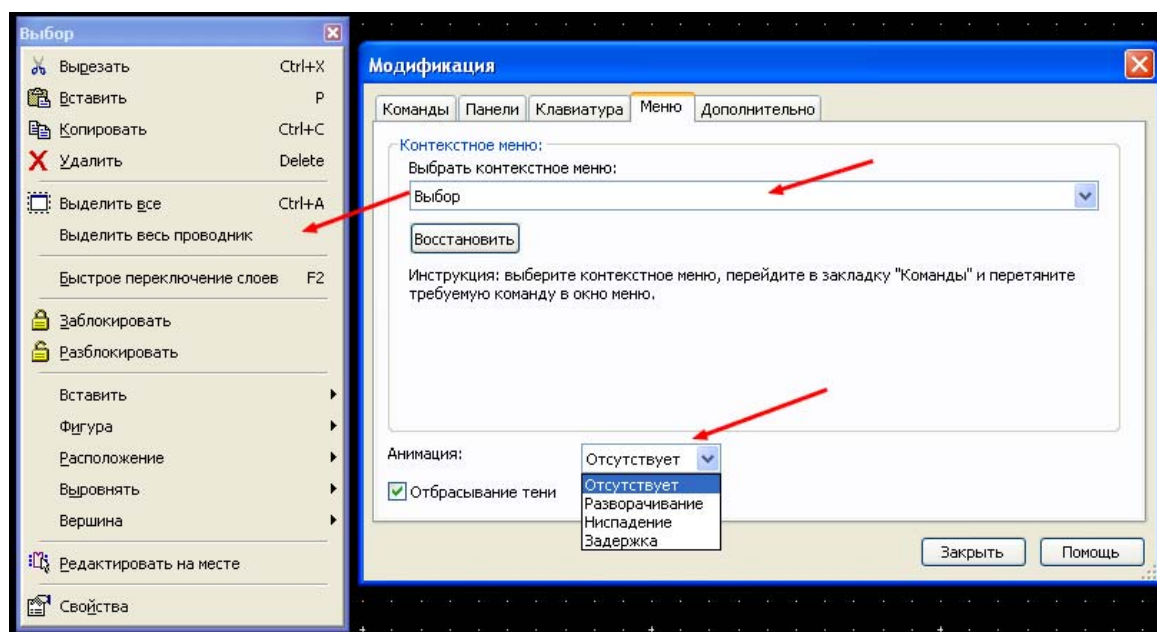 Выбор
Вырезать Ctrl+X
Вставить P
Копировать Ctrl+C
Удалить Delete
Выделить все Ctrl+A
Выделить весь проводник
Быстрое переключение слоев F2
Заблокировать
Разблокировать
Вставить
Фигура
Расположение
Выровнять
Вершина
Редактировать на месте
Свойства
Модификация
Команды Панели Клавиатура Меню Дополнительно
Контекстное меню:
Выбрать контекстное меню:
Выбор
Восстановить
Инструкция: выберите контекстное меню, перейдите в закладку "Команды" и перетяните
требуемую команду в окно меню.
Анимация: Отсутствует
Отбрасывание тени
Отсутствует
Разворачивание
Ниспадение
Задержка
Закрыть Помощь